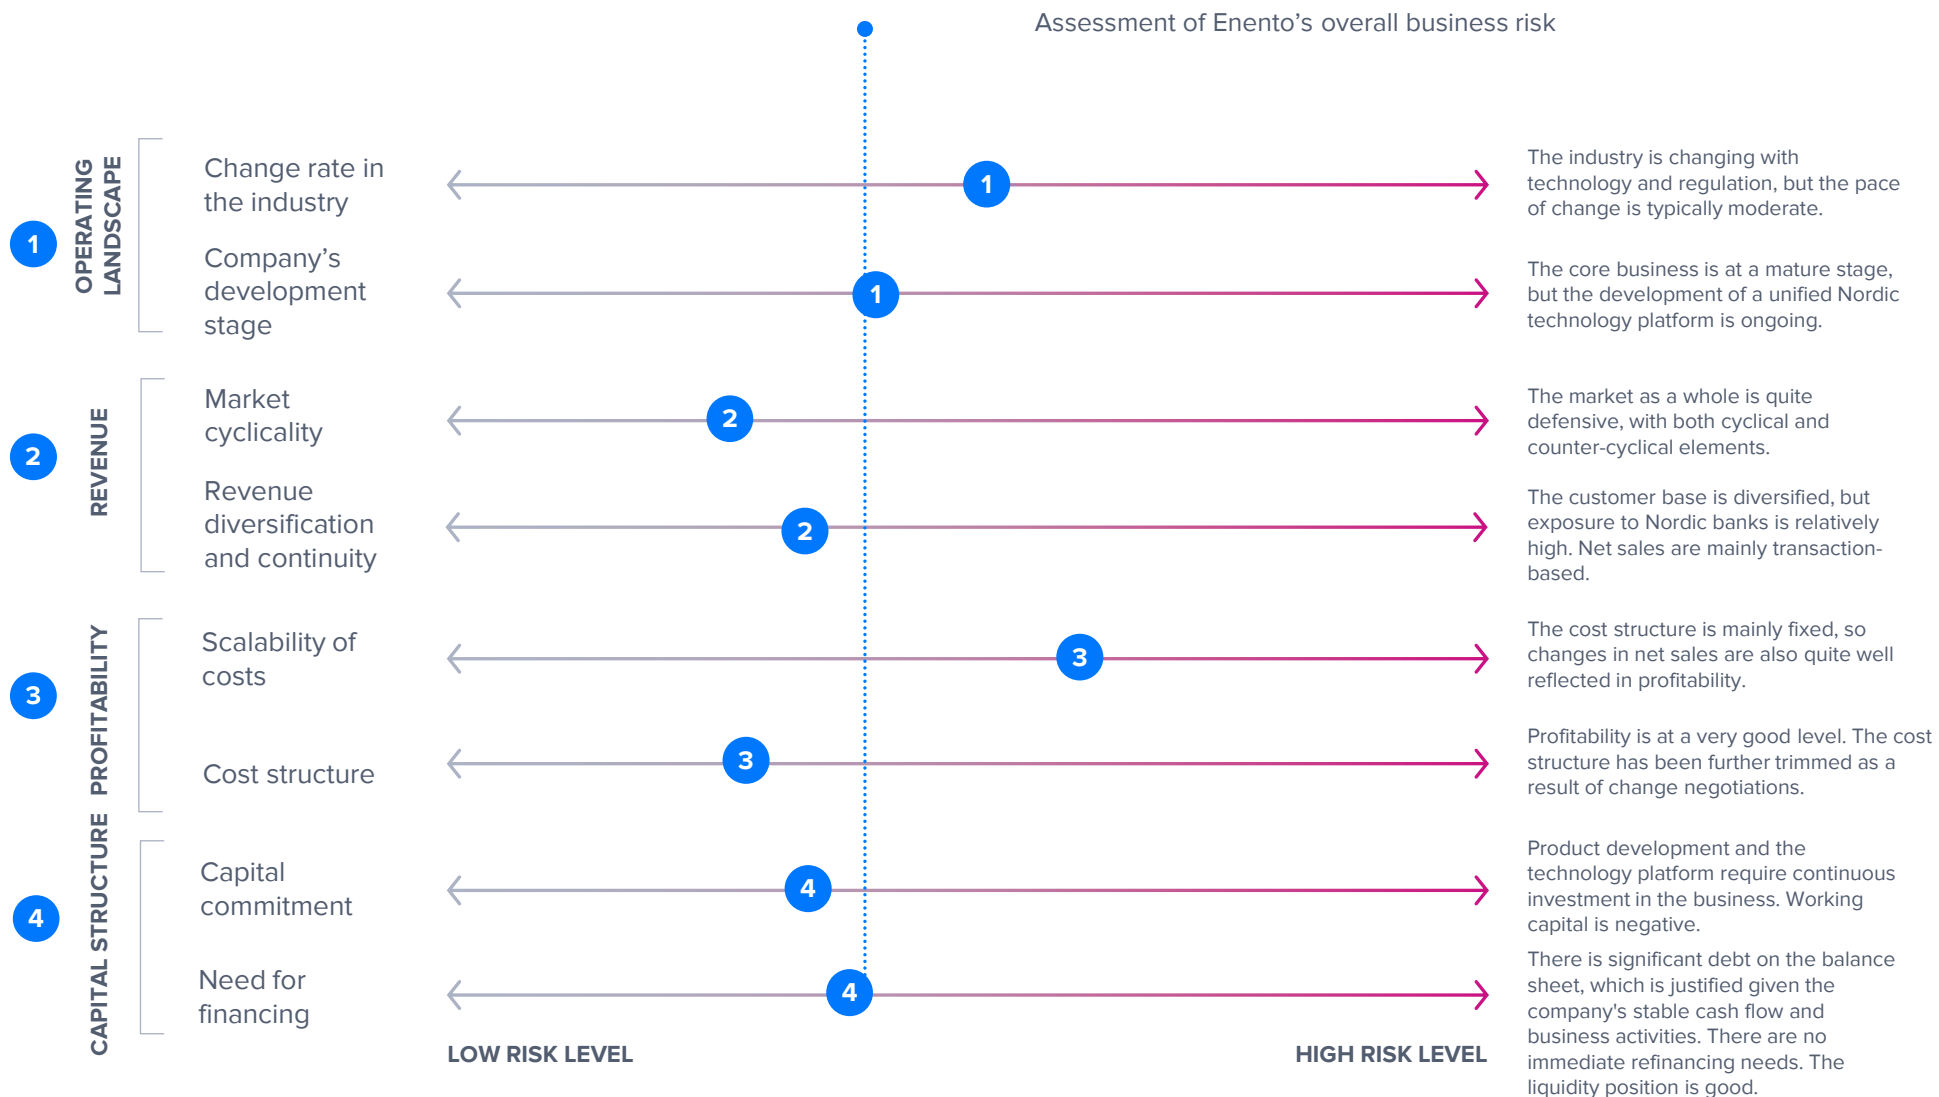 Assessment of Enento’s overall business risk
1
OPERATING
LANDSCAPE
Change rate in
the industry
1
The industry is changing with
technology and regulation, but the pace
of change is typically moderate.
Company’s
development
stage
1
The core business is at a mature stage,
but the development of a unified Nordic
technology platform is ongoing.
2
REVENUE
Market
cyclicality
2
The market as a whole is quite
defensive, with both cyclical and
counter-cyclical elements.
Revenue
diversification
and continuity
2
The customer base is diversified, but
exposure to Nordic banks is relatively
high. Net sales are mainly transaction-
based.
3
PROFITABILITY
Scalability of
costs
3
The cost structure is mainly fixed, so
changes in net sales are also quite well
reflected in profitability.
Cost structure
3
Profitability is at a very good level. The cost
structure has been further trimmed as a
result of change negotiations.
4
CAPITAL STRUCTURE
Capital
commitment
4
Product development and the
technology platform require continuous
investment in the business. Working
capital is negative.
Need for
financing
4
There is significant debt on the balance
sheet, which is justified given the
company's stable cash flow and
business activities. There are no
immediate refinancing needs. The
liquidity position is good.
LOW RISK LEVEL
HIGH RISK LEVEL